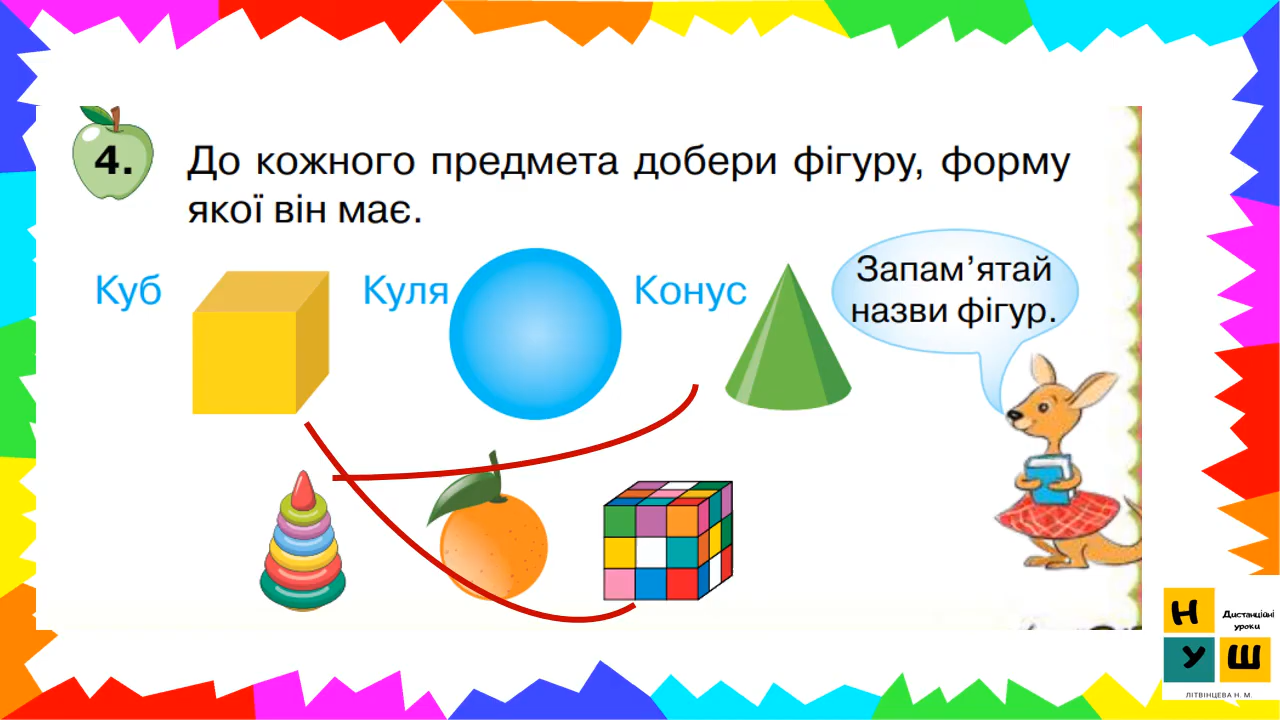 4.
До кожного предмета добери фігуру, форму
якої він має.
Куб
Куля
Конус
Запам’ятай
назви фігур.
Н
У
Ш
Дистанційні
уроки
ЛІТВІНЦЕВА Н. М.